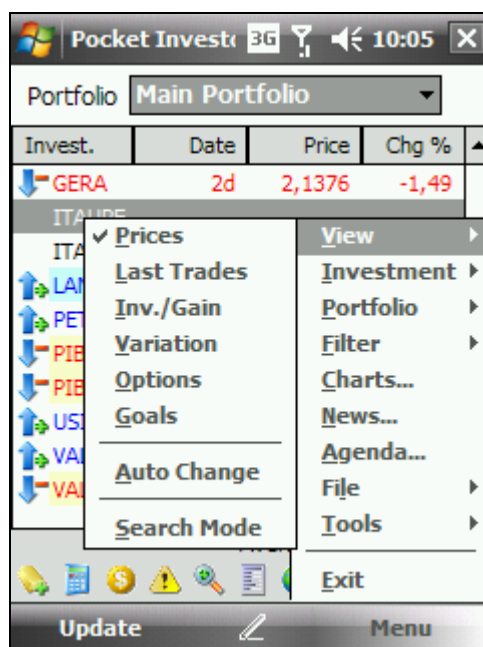 Pocket Investo 3G 10:05
Portfolio Main Portfolio
Invest. Date Price Chg %
GERA 2d 2,1376 -1,49
ITAUPE
ITA
LAN
PET
PIB
PIB
USI
VAL
VAL
✓ Prices
Last Trades
Inv./Gain
Variation
Options
Goals
Auto Change
Search Mode
View
Investment
Portfolio
Filter
Charts...
News...
Agenda...
File
Tools
Exit
Update Menu